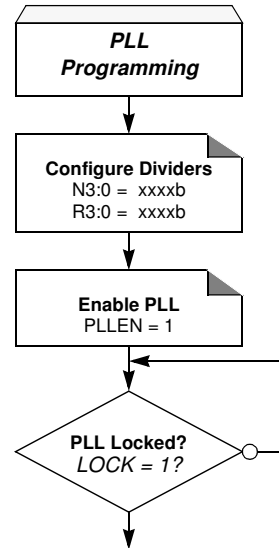 PLL
Programming
Configure Dividers
N3:0 = xxxxb
R3:0 = xxxxb
Enable PLL
PLLEN = 1
PLL Locked?
LOCK = 1?